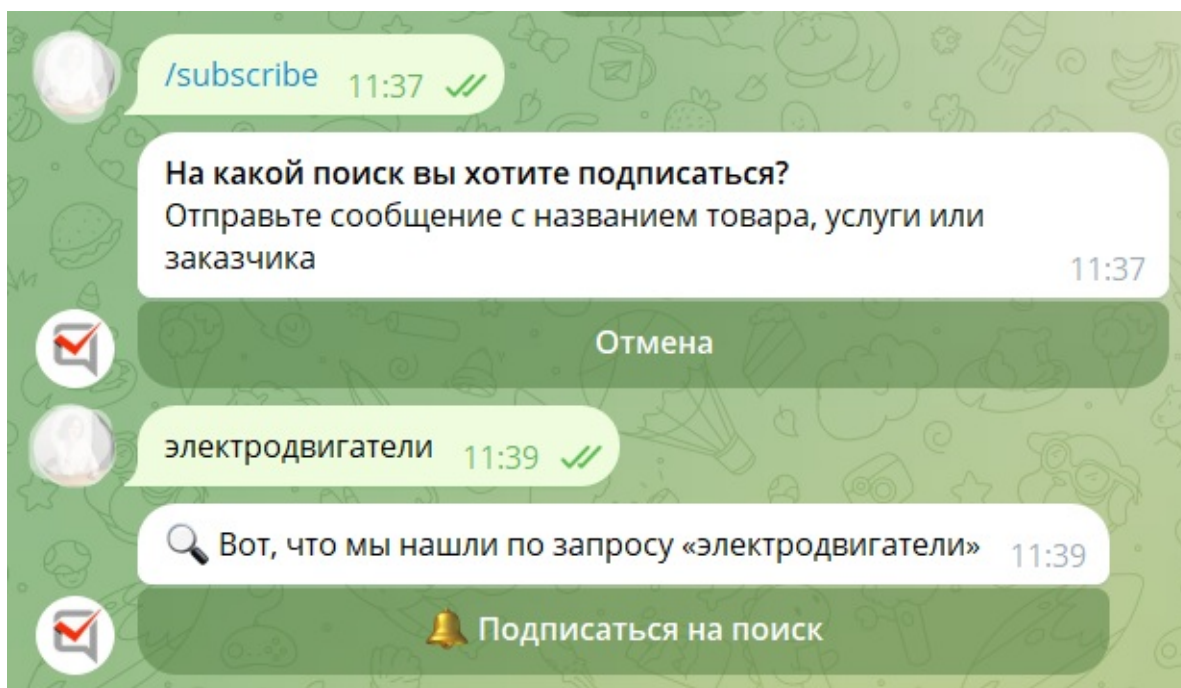 /subscribe 11:37
На какой поиск вы хотите подписаться?
Отправьте сообщение с названием товара, услуги или
заказчика 11:37
Отмена
электродвигатели 11:39
Вот, что мы нашли по запросу «электродвигатели» 11:39
Подписаться на поиск